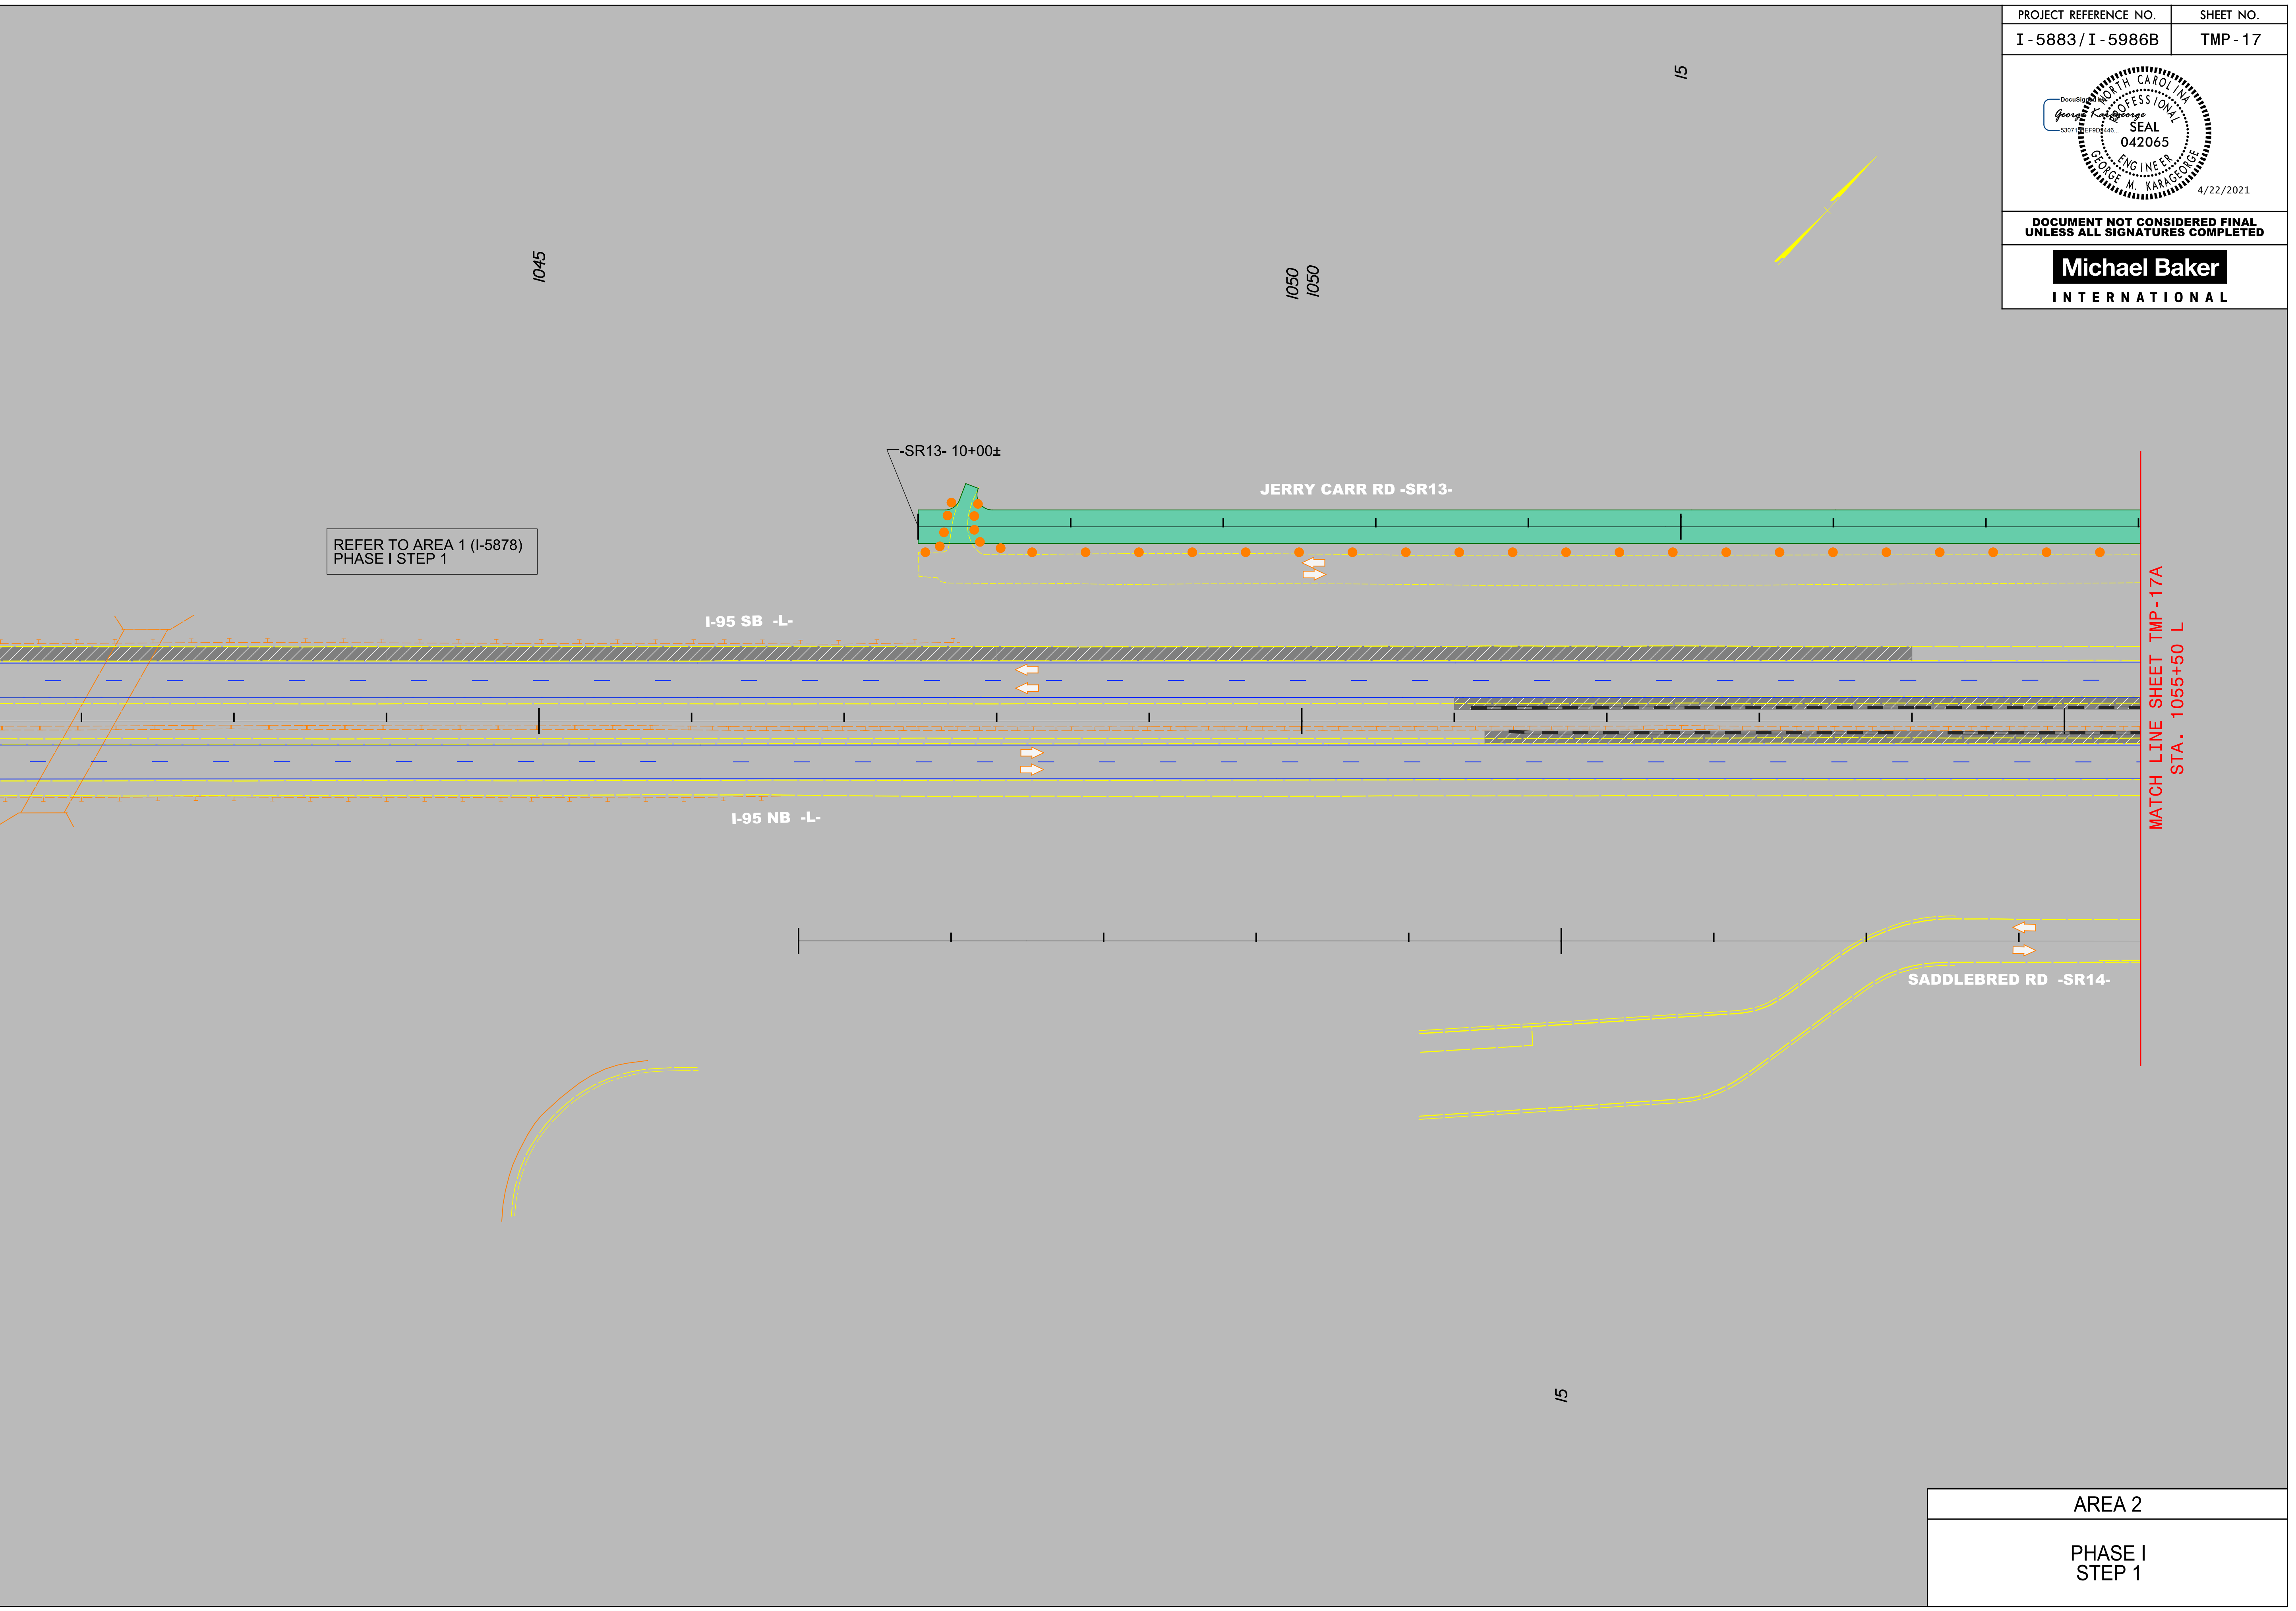 PROJECT REFERENCE NO.
SHEET NO.
I-5883/I-5986B
TMP-17
NORTH CAROLINA
PROFESSIONAL
SEAL
042065
ENGINEER
GEORGE M. KARAGEORGE
George Karageorge
4/22/2021
DOCUMENT NOT CONSIDERED FINAL
UNLESS ALL SIGNATURES COMPLETED
Michael Baker
INTERNATIONAL
15
1045
1050
1050
-SR13- 10+00±
JERRY CARR RD -SR13-
REFER TO AREA 1 (I-5878)
PHASE I STEP 1
I-95 SB -L-
I-95 NB -L-
MATCH LINE SHEET TMP-17A
STA. 1055+50 L
SADDLEBRED RD -SR14-
15
AREA 2
PHASE I
STEP 1